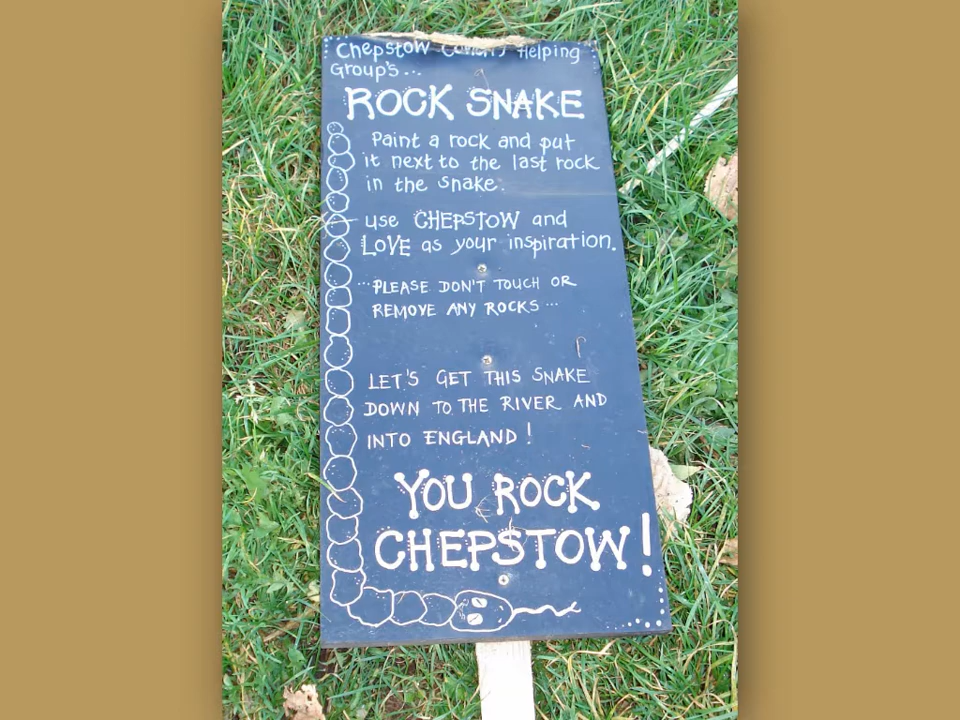 Chepstow Helping
Group's...
ROCK SNAKE
Paint a rock and put
it next to the last rock
in the snake.
use CHEPSTOW and
LOVE as your inspiration.
...PLEASE DON'T TOUCH OR
REMOVE ANY ROCKS...
LET'S GET THIS SNAKE
DOWN TO THE RIVER AND
INTO ENGLAND!
YOU ROCK
CHEPSTOW!